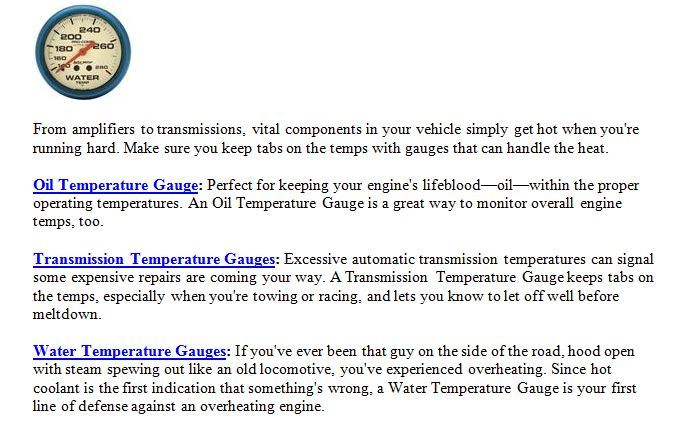 240
200
260
180
160
280
WATER
TEMP
From amplifiers to transmissions, vital components in your vehicle simply get hot when you're
running hard. Make sure you keep tabs on the temps with gauges that can handle the heat.
Oil Temperature Gauge: Perfect for keeping your engine's lifeblood—oil—within the proper
operating temperatures. An Oil Temperature Gauge is a great way to monitor overall engine
temps, too.
Transmission Temperature Gauges: Excessive automatic transmission temperatures can signal
some expensive repairs are coming your way. A Transmission Temperature Gauge keeps tabs on
the temps, especially when you're towing or racing, and lets you know to let off well before
meltdown.
Water Temperature Gauges: If you've ever been that guy on the side of the road, hood open
with steam spewing out like an old locomotive, you've experienced overheating. Since hot
coolant is the first indication that something's wrong, a Water Temperature Gauge is your first
line of defense against an overheating engine.